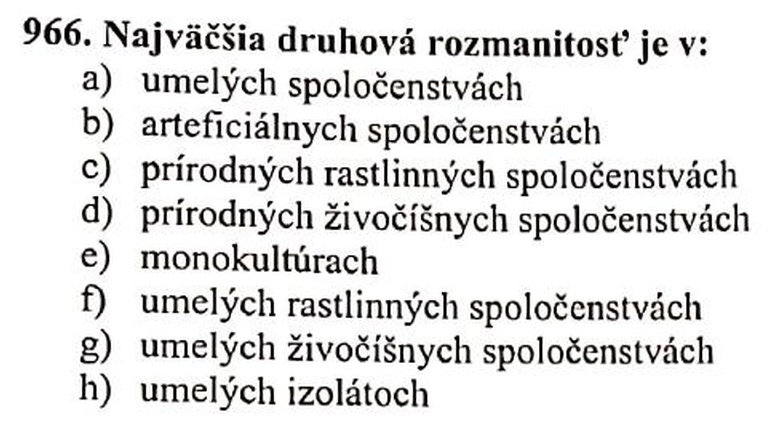 966. Najväčšia druhová rozmanitosť je v:
a) umelých spoločenstvách
b) arteficiálnych spoločenstvách
c) prírodných rastlinných spoločenstvách
d) prírodných živočíšnych spoločenstvách
e) monokultúrach
f) umelých rastlinných spoločenstvách
g) umelých živočíšnych spoločenstvách
h) umelých izolátoch